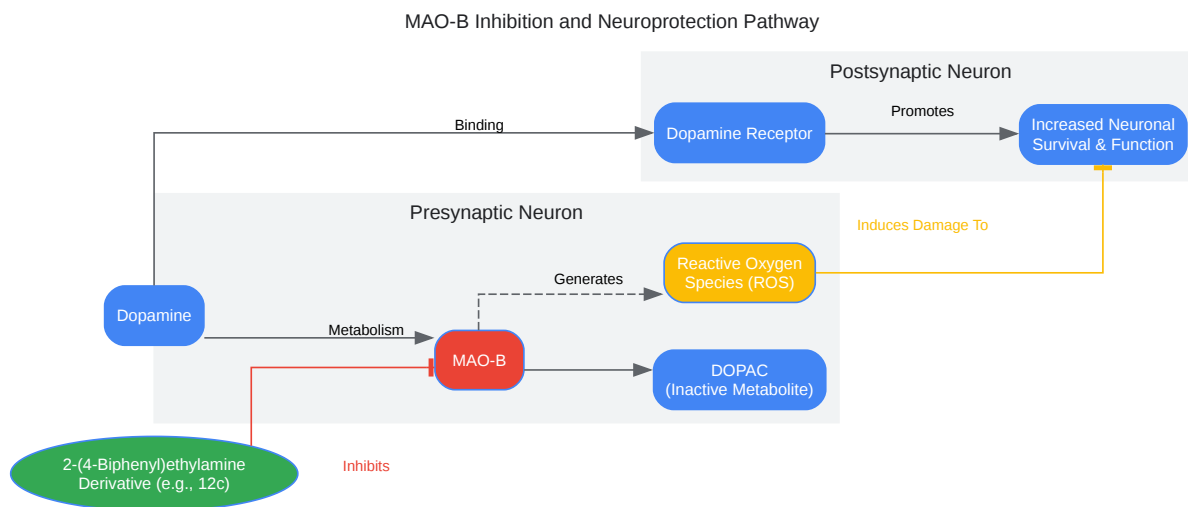 MAO-B Inhibition and Neuroprotection Pathway
Postsynaptic Neuron
Binding
Dopamine Receptor
Promotes
Increased Neuronal
Survival & Function
Presynaptic Neuron
Induces Damage To
Generates
Reactive Oxygen
Species (ROS)
Dopamine
Metabolism
MAO-B
DOPAC
(Inactive Metabolite)
2-(4-Biphenyl)ethylamine
Derivative (e.g., 12c)
Inhibits